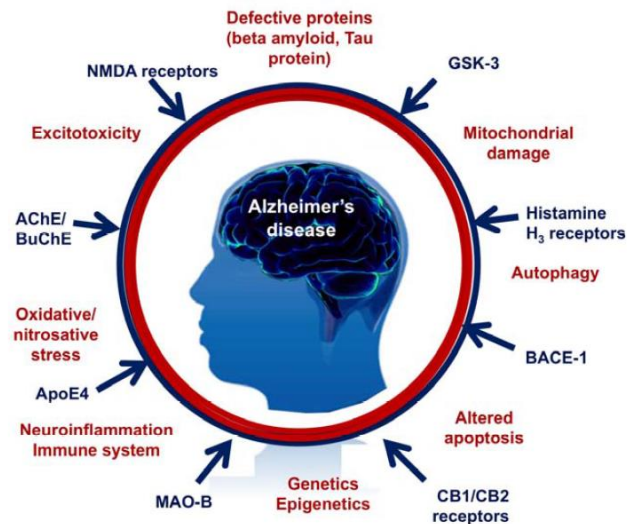 Defective proteins
(beta amyloid, Tau
protein)
NMDA receptors
GSK-3
Excitotoxicity
Mitochondrial
damage
Alzheimer's
disease
AChE/
BuChE
Histamine
H₃ receptors
Autophagy
Oxidative/
nitrosative
stress
BACE-1
ApoE4
Neuroinflammation
Immune system
Altered
apoptosis
MAO-B
Genetics
Epigenetics
CB1/CB2
receptors